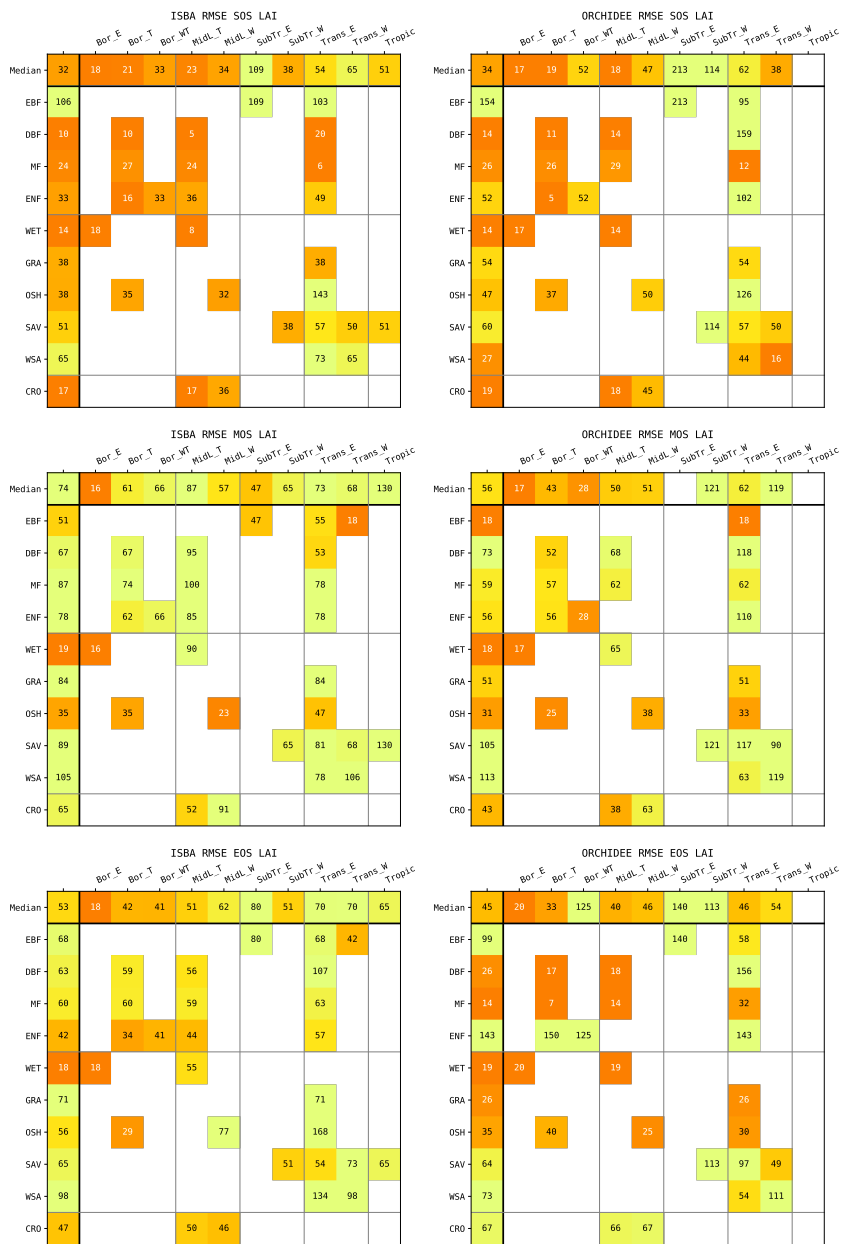 ISBA RMSE SOS LAI
Bor_E Bor_T Bor_WT MidL_T MidL_W SubTr_E SubTr_W Trans_E Trans_W Tropic
Median 32 18 21 33 23 34 109 38 54 65 51
EBF 106 109 103
DBF 10 10 5 20
MF 24 27 24 6
ENF 33 16 33 36 49
WET 14 18 8
GRA 38 38
OSH 38 35 32 143
SAV 51 38 57 50 51
WSA 65 73 65
CRO 17 17 36
ORCHIDEE RMSE SOS LAI
Bor_E Bor_T Bor_WT MidL_T MidL_W SubTr_E SubTr_W Trans_E Trans_W Tropic
Median 34 17 19 52 18 47 213 114 62 38
EBF 154 213 95
DBF 14 11 14 159
MF 26 26 29 12
ENF 52 5 52 102
WET 14 17 14
GRA 54 54
OSH 47 37 50 126
SAV 60 114 57 50
WSA 27 44 16
CRO 19 18 45
ISBA RMSE MOS LAI
Bor_E Bor_T Bor_WT MidL_T MidL_W SubTr_E SubTr_W Trans_E Trans_W Tropic
Median 74 16 61 66 87 57 47 65 73 68 130
EBF 51 47 55 18
DBF 67 67 95 53
MF 87 74 100 78
ENF 78 62 66 85 78
WET 19 16 90
GRA 84 84
OSH 35 35 23 47
SAV 89 65 81 68 130
WSA 105 78 106
CRO 65 52 91
ORCHIDEE RMSE MOS LAI
Bor_E Bor_T Bor_WT MidL_T MidL_W SubTr_E SubTr_W Trans_E Trans_W Tropic
Median 56 17 43 28 50 51 121 62 119
EBF 18 18
DBF 73 52 68 118
MF 59 57 62 62
ENF 56 56 28 110
WET 18 17 65
GRA 51 51
OSH 31 25 38 33
SAV 105 121 117 90
WSA 113 63 119
CRO 43 38 63
ISBA RMSE EOS LAI
Bor_E Bor_T Bor_WT MidL_T MidL_W SubTr_E SubTr_W Trans_E Trans_W Tropic
Median 53 18 42 41 51 62 80 51 70 70 65
EBF 68 80 68 42
DBF 63 59 56 107
MF 60 60 59 63
ENF 42 34 41 44 57
WET 18 18 55
GRA 71 71
OSH 56 29 77 168
SAV 65 51 54 73 65
WSA 98 134 98
CRO 47 50 46
ORCHIDEE RMSE EOS LAI
Bor_E Bor_T Bor_WT MidL_T MidL_W SubTr_E SubTr_W Trans_E Trans_W Tropic
Median 45 20 33 125 40 46 140 113 46 54
EBF 99 140 58
DBF 26 17 18 156
MF 14 7 14 32
ENF 143 150 125 143
WET 19 20 19
GRA 26 26
OSH 35 40 25 30
SAV 64 113 97 49
WSA 73 54 111
CRO 67 66 67